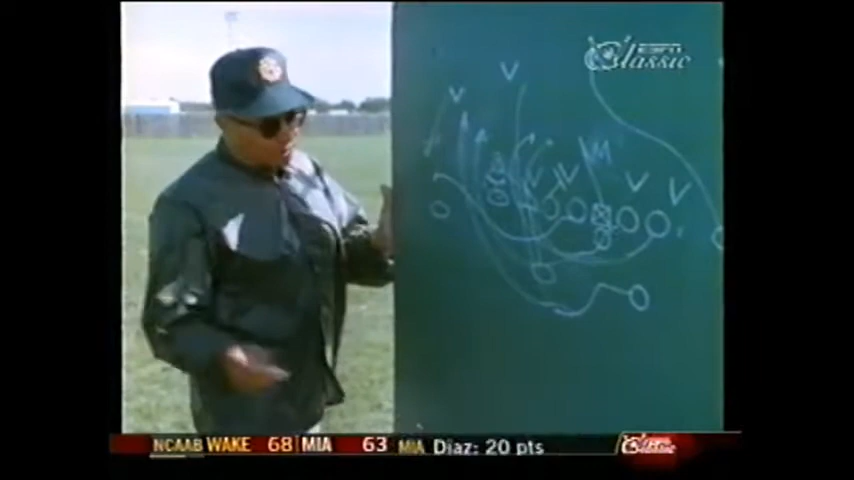 ESPN
Classic
V V V V V V V
M
NCAAB WAKE 68 MIA 63 MIA Diaz: 20 pts
Classic